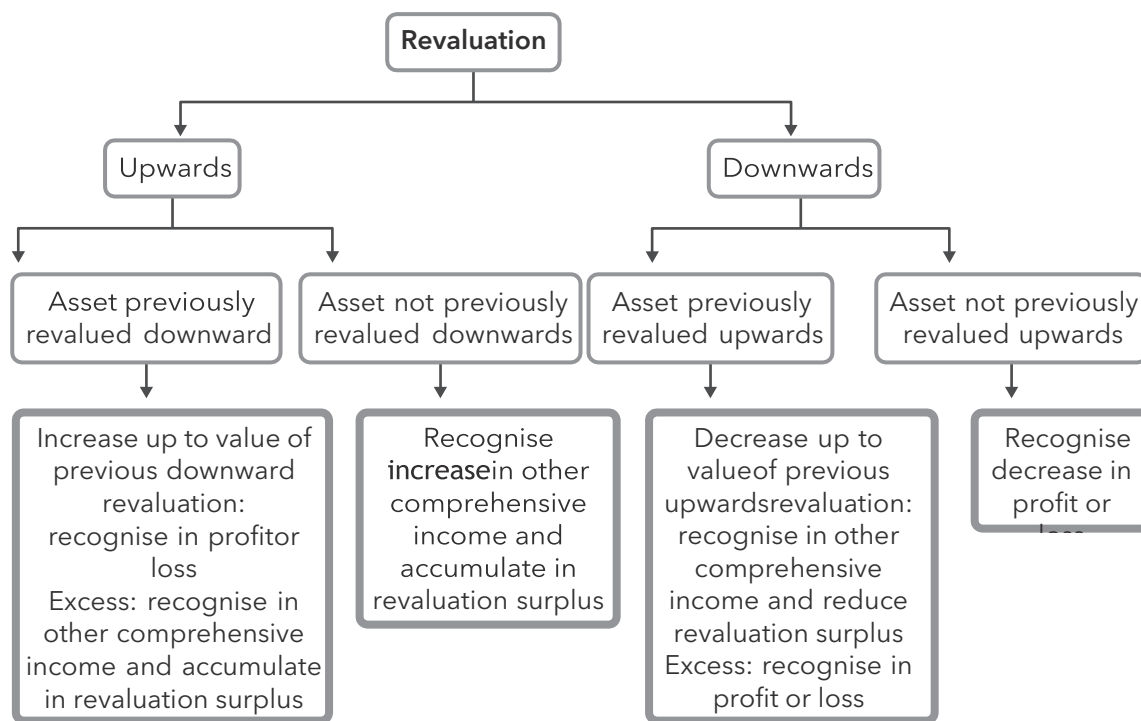 Revaluation
Upwards
Downwards
Asset previously
revalued downward
Asset not previously
revalued downwards
Asset previously
revalued upwards
Asset not previously
revalued upwards
Increase up to value of
previous downward
revaluation:
recognise in profitor
loss
Excess: recognise in
other comprehensive
income and accumulate
in revaluation surplus
Recognise
increasein other
comprehensive
income and
accumulate in
revaluation surplus
Decrease up to
valueof previous
upwardsrevaluation:
recognise in other
comprehensive
income and reduce
revaluation surplus
Excess: recognise in
profit or loss
Recognise
decrease in
profit or